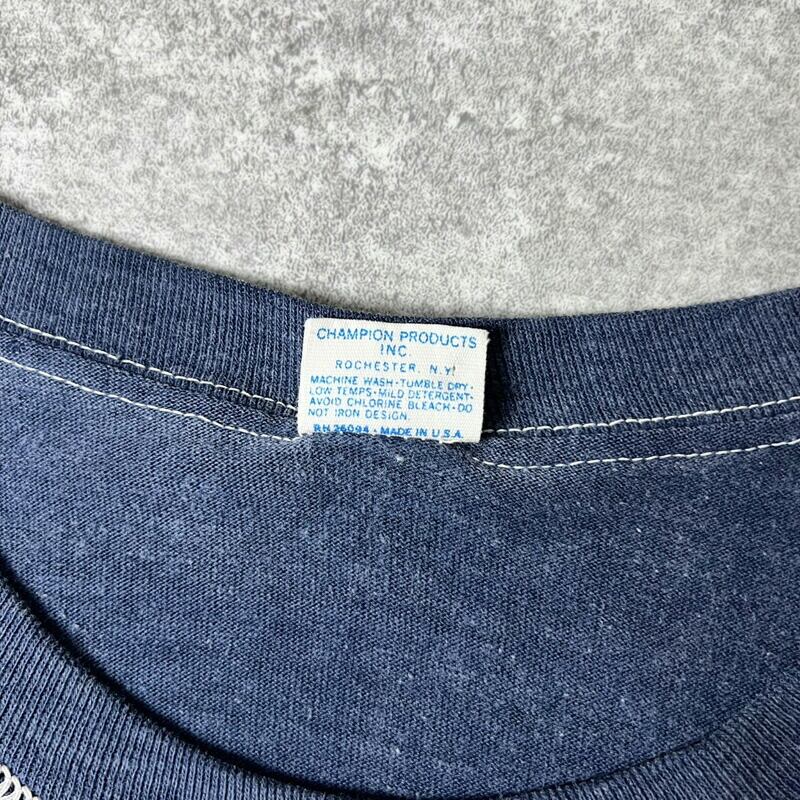 CHAMPION PRODUCTS
INC.
ROCHESTER, N.Y.
MACHINE WASH·TUMBLE DRY·
LOW TEMPS·MILD DETERGENT·
AVOID CHLORINE BLEACH·DO
NOT IRON DESIGN.
RN 26094 · MADE IN U.S.A.